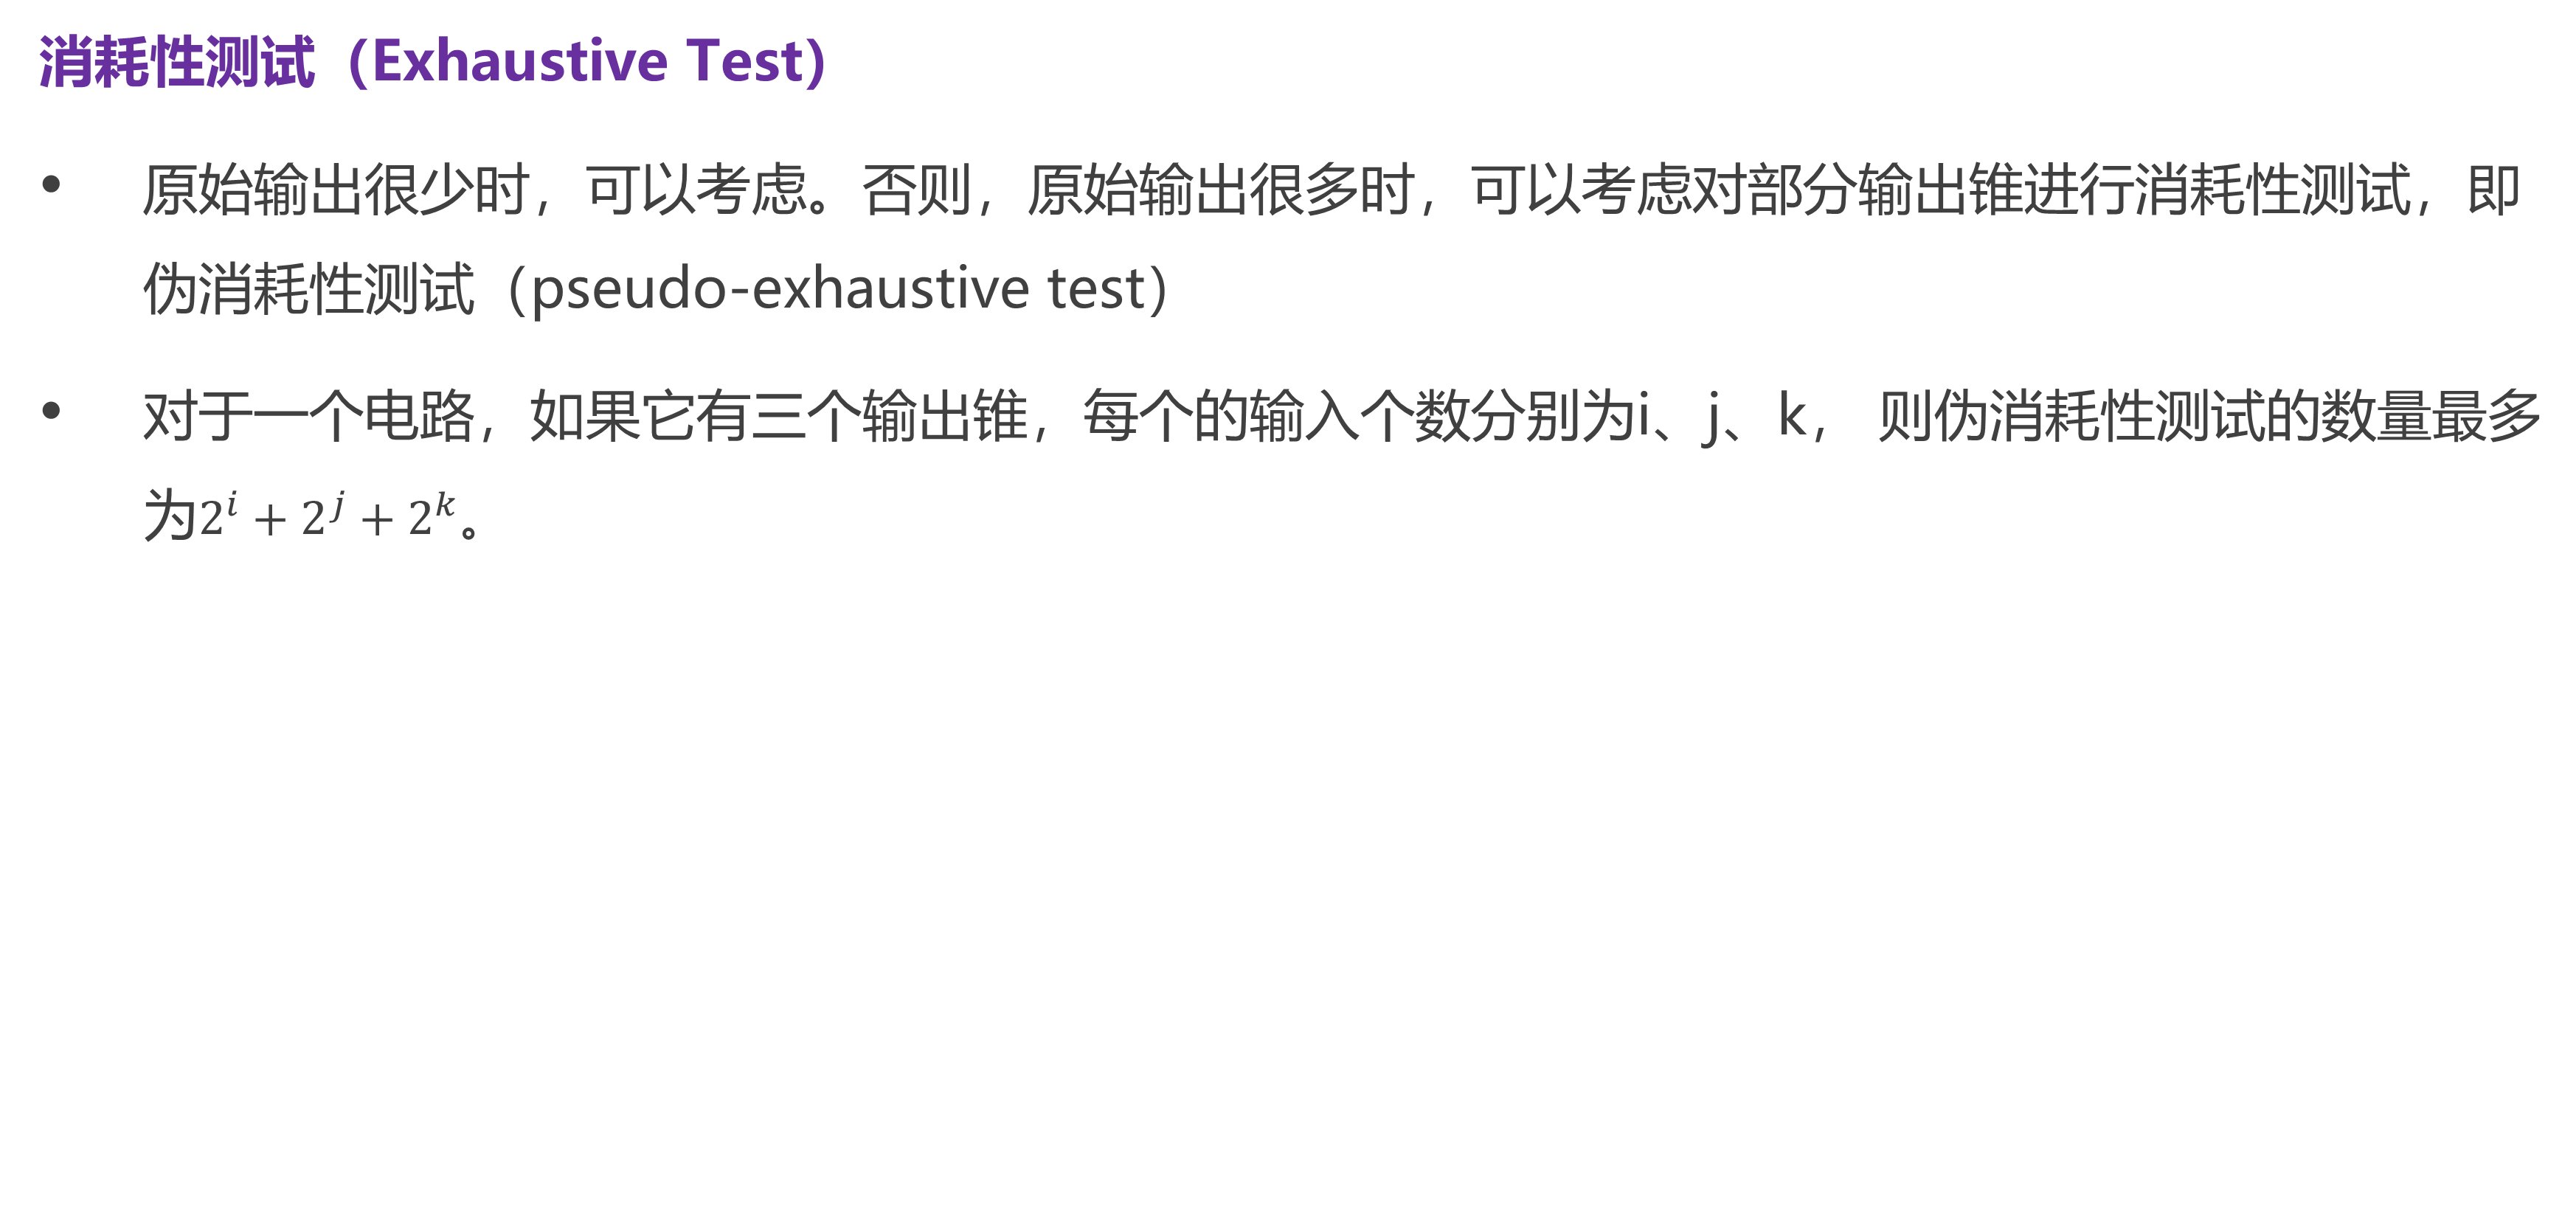 消耗性测试（Exhaustive Test）
• 原始输出很少时，可以考虑。否则，原始输出很多时，可以考虑对部分输出锥进行消耗性测试，即
伪消耗性测试（pseudo-exhaustive test）
• 对于一个电路，如果它有三个输出锥，每个的输入个数分别为i、j、k， 则伪消耗性测试的数量最多
为$2^i + 2^j + 2^k$。